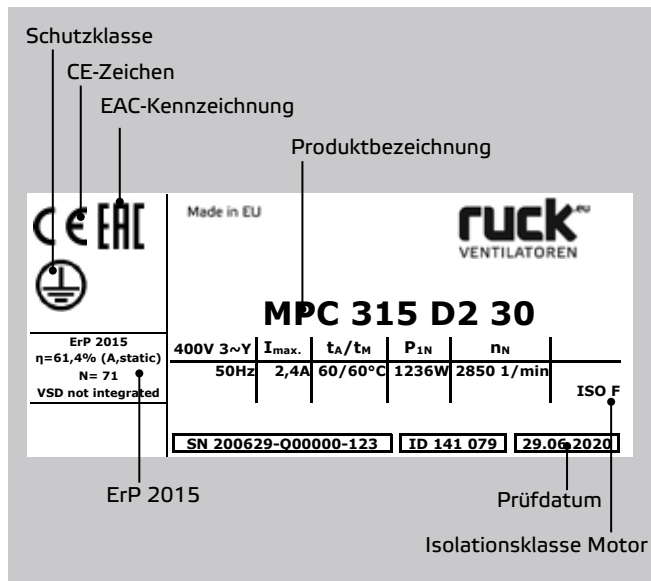 Schutzklasse
CE-Zeichen
EAC-Kennzeichnung
Produktbezeichnung
CE EAC
Made in EU
ruck.eu
VENTILATOREN
MPC 315 D2 30
ErP 2015
η=61,4% (A,static)
N= 71
VSD not integrated
400V 3~Y Imax. tA/tM P1N nN
50Hz 2,4A 60/60°C 1236W 2850 1/min
ISO F
SN 200629-Q00000-123 ID 141 079 29.06.2020
ErP 2015
Prüfdatum
Isolationsklasse Motor